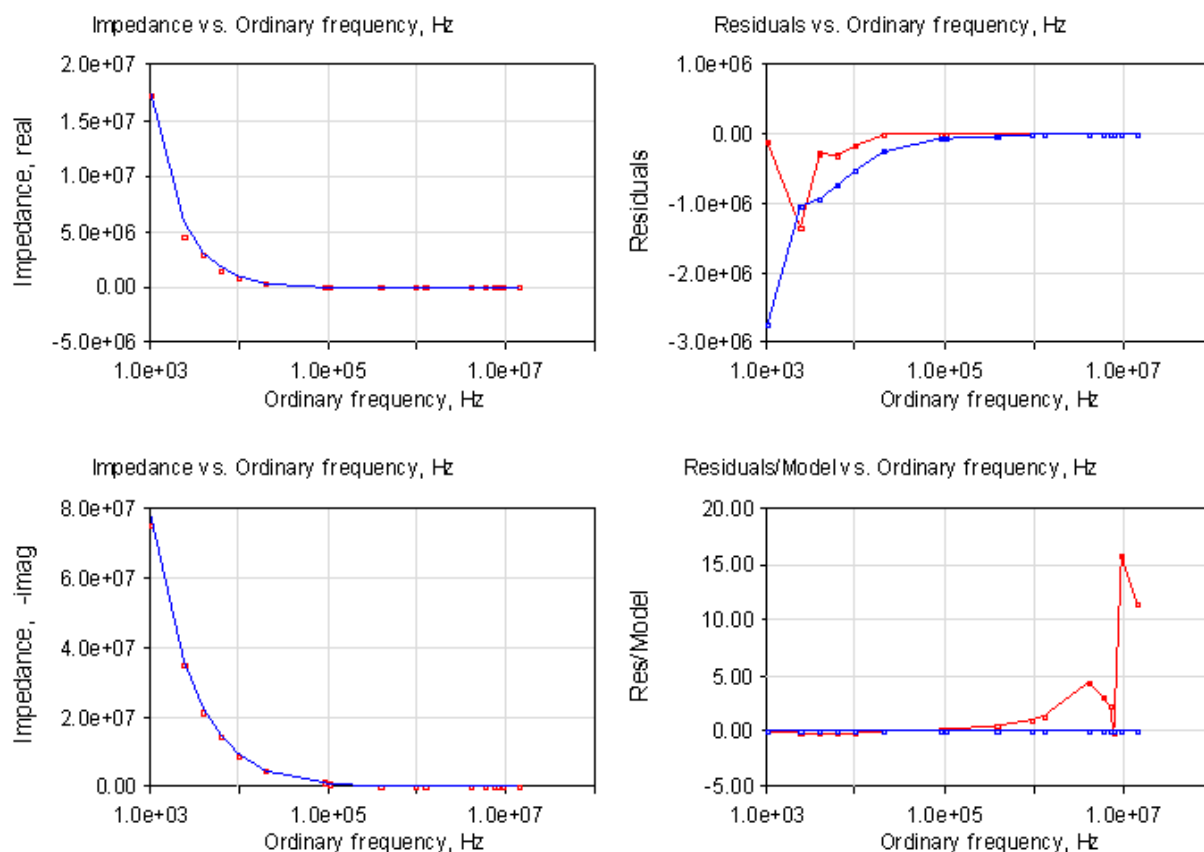 Impedance vs. Ordinary frequency, Hz
Impedance, real
2.0e+07
1.5e+07
1.0e+07
5.0e+06
0.00
-5.0e+06
1.0e+03 1.0e+05 1.0e+07
Ordinary frequency, Hz
Residuals vs. Ordinary frequency, Hz
Residuals
1.0e+06
0.00
-1.0e+06
-2.0e+06
-3.0e+06
1.0e+03 1.0e+05 1.0e+07
Ordinary frequency, Hz
Impedance vs. Ordinary frequency, Hz
Impedance, -imag
8.0e+07
6.0e+07
4.0e+07
2.0e+07
0.00
1.0e+03 1.0e+05 1.0e+07
Ordinary frequency, Hz
Residuals/Model vs. Ordinary frequency, Hz
Res/Model
20.00
15.00
10.00
5.00
0.00
-5.00
1.0e+03 1.0e+05 1.0e+07
Ordinary frequency, Hz